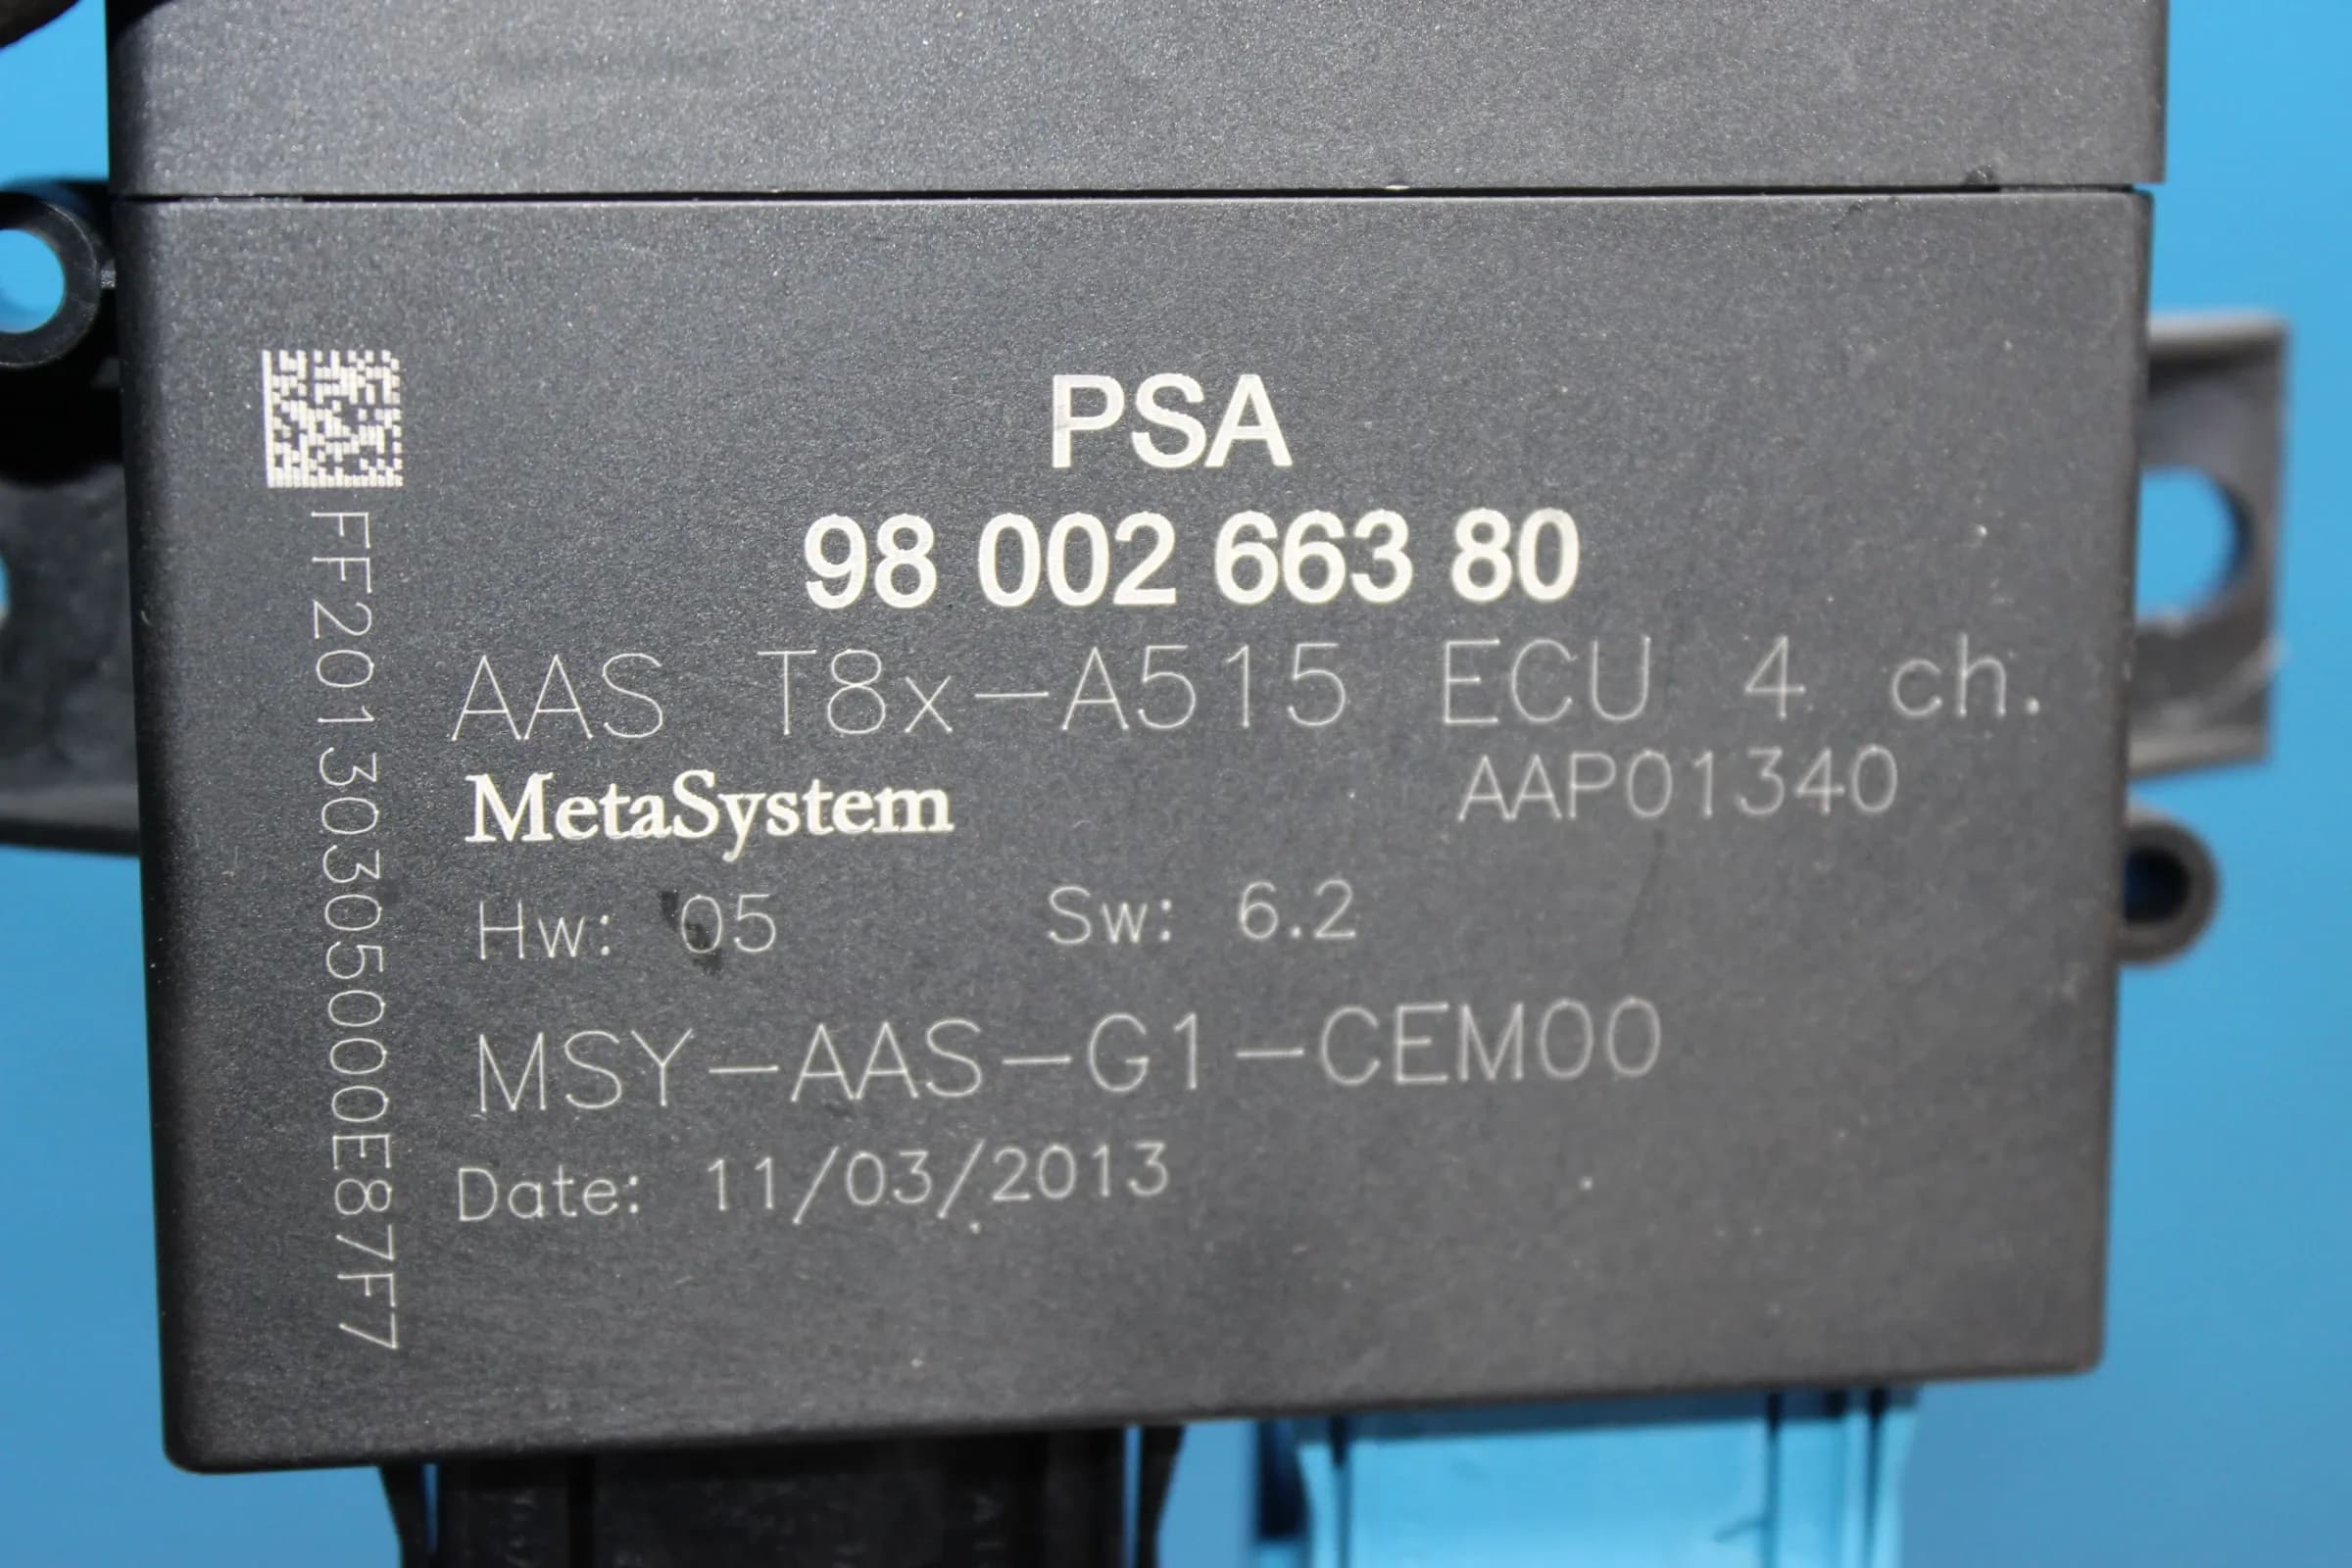 PSA
98 002 663 80
AAS T8x-A515 ECU 4 ch.
MetaSystem AAP01340
Hw: 05 Sw: 6.2
MSY-AAS-G1-CEM00
Date: 11/03/2013
FF201303050000E87F7